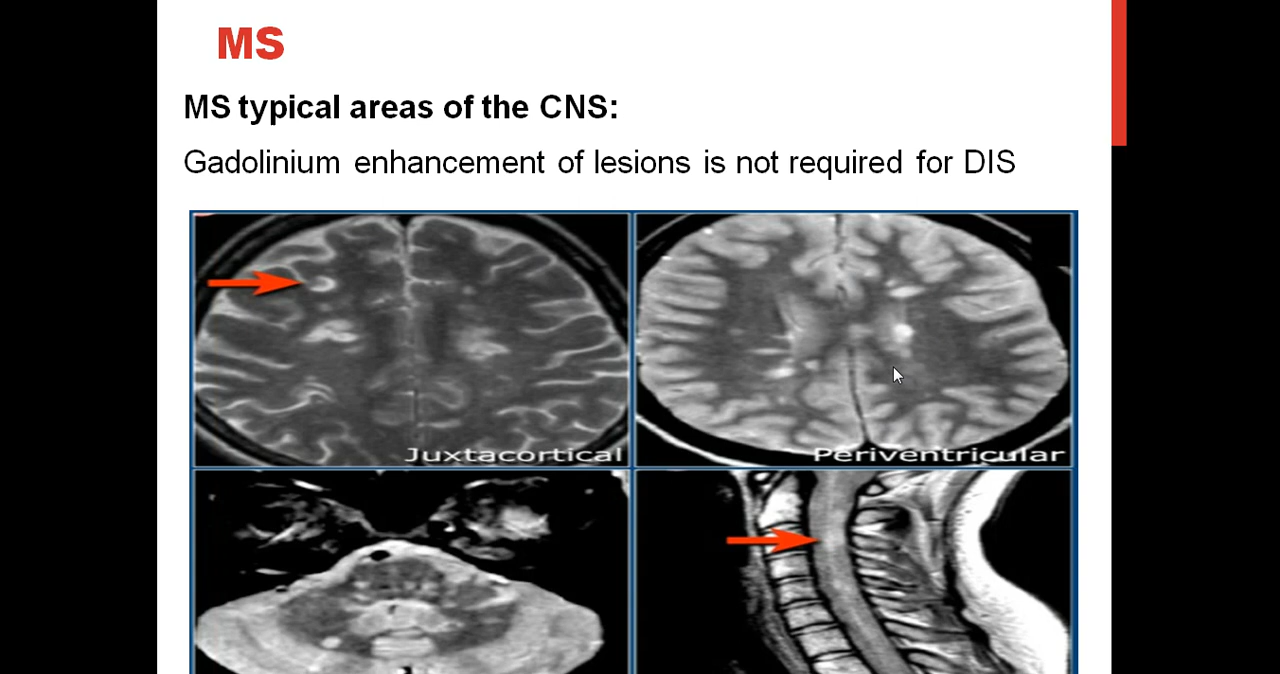 MS
MS typical areas of the CNS:
Gadolinium enhancement of lesions is not required for DIS
Juxtacortical
Periventricular